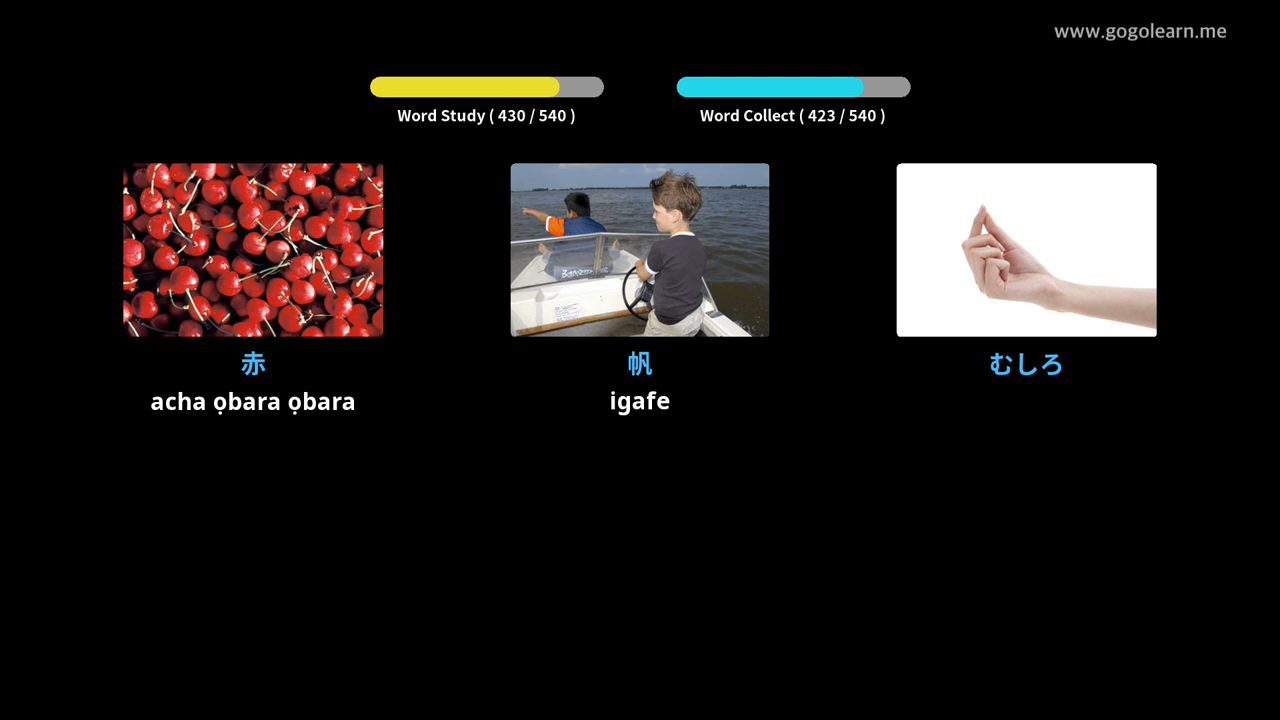 www.gogolearn.me
Word Study ( 430 / 540 )
Word Collect ( 423 / 540 )
赤
帆
むしろ
acha ọbara ọbara
igafe